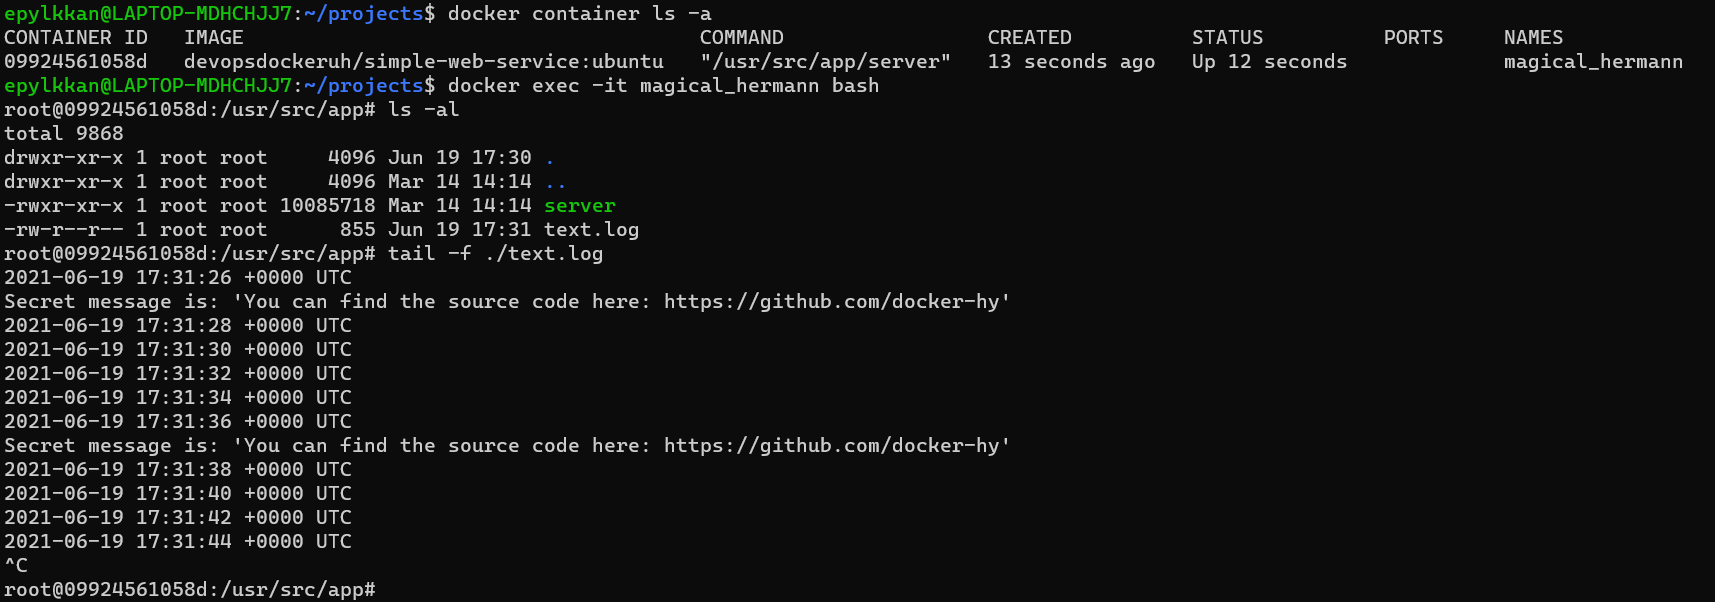 epylkkan@LAPTOP-MDHCHJJ7:~/projects$ docker container ls -a
CONTAINER ID   IMAGE                                      COMMAND                 CREATED          STATUS          PORTS     NAMES
09924561058d   devopsdockeruh/simple-web-service:ubuntu   "/usr/src/app/server"   13 seconds ago   Up 12 seconds             magical_hermann
epylkkan@LAPTOP-MDHCHJJ7:~/projects$ docker exec -it magical_hermann bash
root@09924561058d:/usr/src/app# ls -al
total 9868
drwxr-xr-x 1 root root     4096 Jun 19 17:30 .
drwxr-xr-x 1 root root     4096 Mar 14 14:14 ..
-rwxr-xr-x 1 root root 10085718 Mar 14 14:14 server
-rw-r--r-- 1 root root      855 Jun 19 17:31 text.log
root@09924561058d:/usr/src/app# tail -f ./text.log
2021-06-19 17:31:26 +0000 UTC
Secret message is: 'You can find the source code here: https://github.com/docker-hy'
2021-06-19 17:31:28 +0000 UTC
2021-06-19 17:31:30 +0000 UTC
2021-06-19 17:31:32 +0000 UTC
2021-06-19 17:31:34 +0000 UTC
2021-06-19 17:31:36 +0000 UTC
Secret message is: 'You can find the source code here: https://github.com/docker-hy'
2021-06-19 17:31:38 +0000 UTC
2021-06-19 17:31:40 +0000 UTC
2021-06-19 17:31:42 +0000 UTC
2021-06-19 17:31:44 +0000 UTC
^C
root@09924561058d:/usr/src/app#